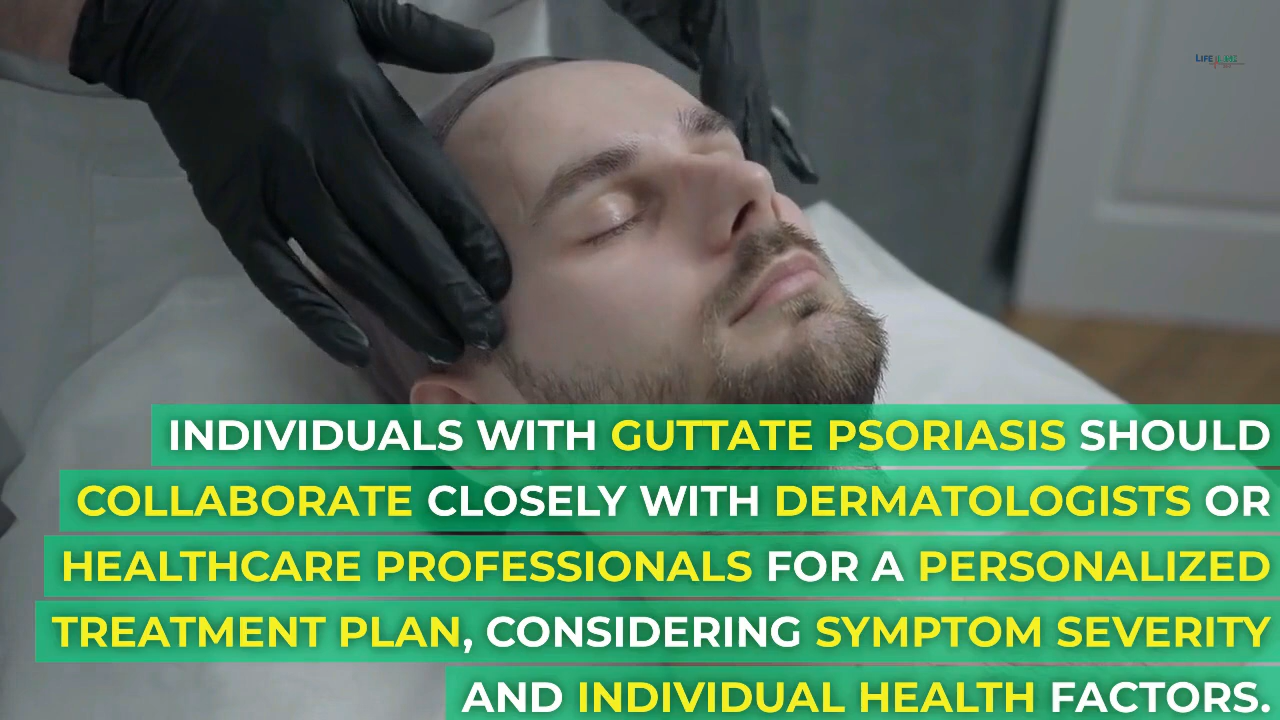 INDIVIDUALS WITH GUTTATE PSORIASIS SHOULD
COLLABORATE CLOSELY WITH DERMATOLOGISTS OR
HEALTHCARE PROFESSIONALS FOR A PERSONALIZED
TREATMENT PLAN, CONSIDERING SYMPTOM SEVERITY
AND INDIVIDUAL HEALTH FACTORS.